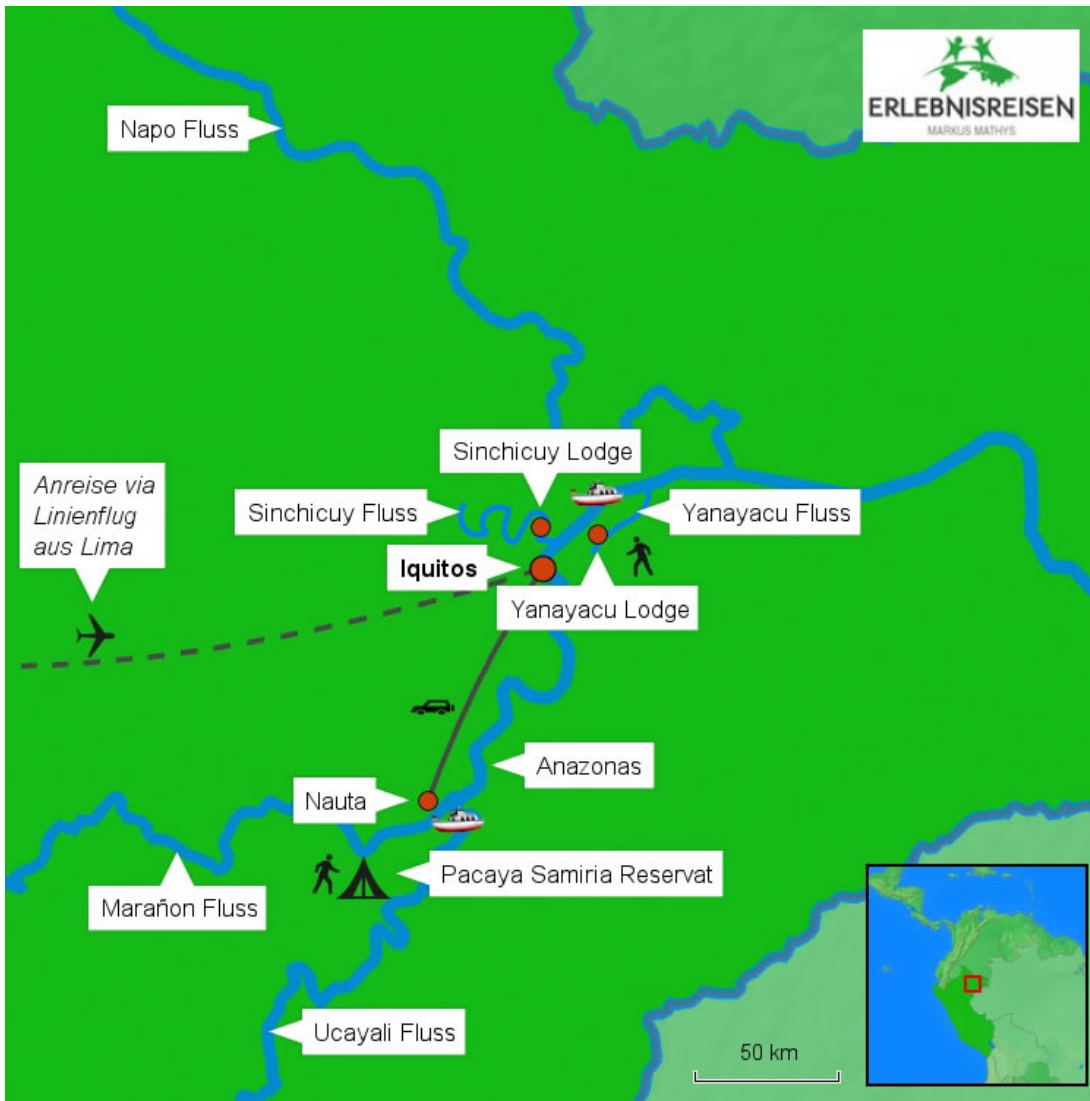 ERLEBNISREISEN
MARKUS MATHYS
Napo Fluss
Sinchicuy Lodge
Anreise via
Linienflug
aus Lima
Sinchicuy Fluss
Yanayacu Fluss
Iquitos
Yanayacu Lodge
Anazonas
Nauta
Pacaya Samiria Reservat
Marañon Fluss
Ucayali Fluss
50 km